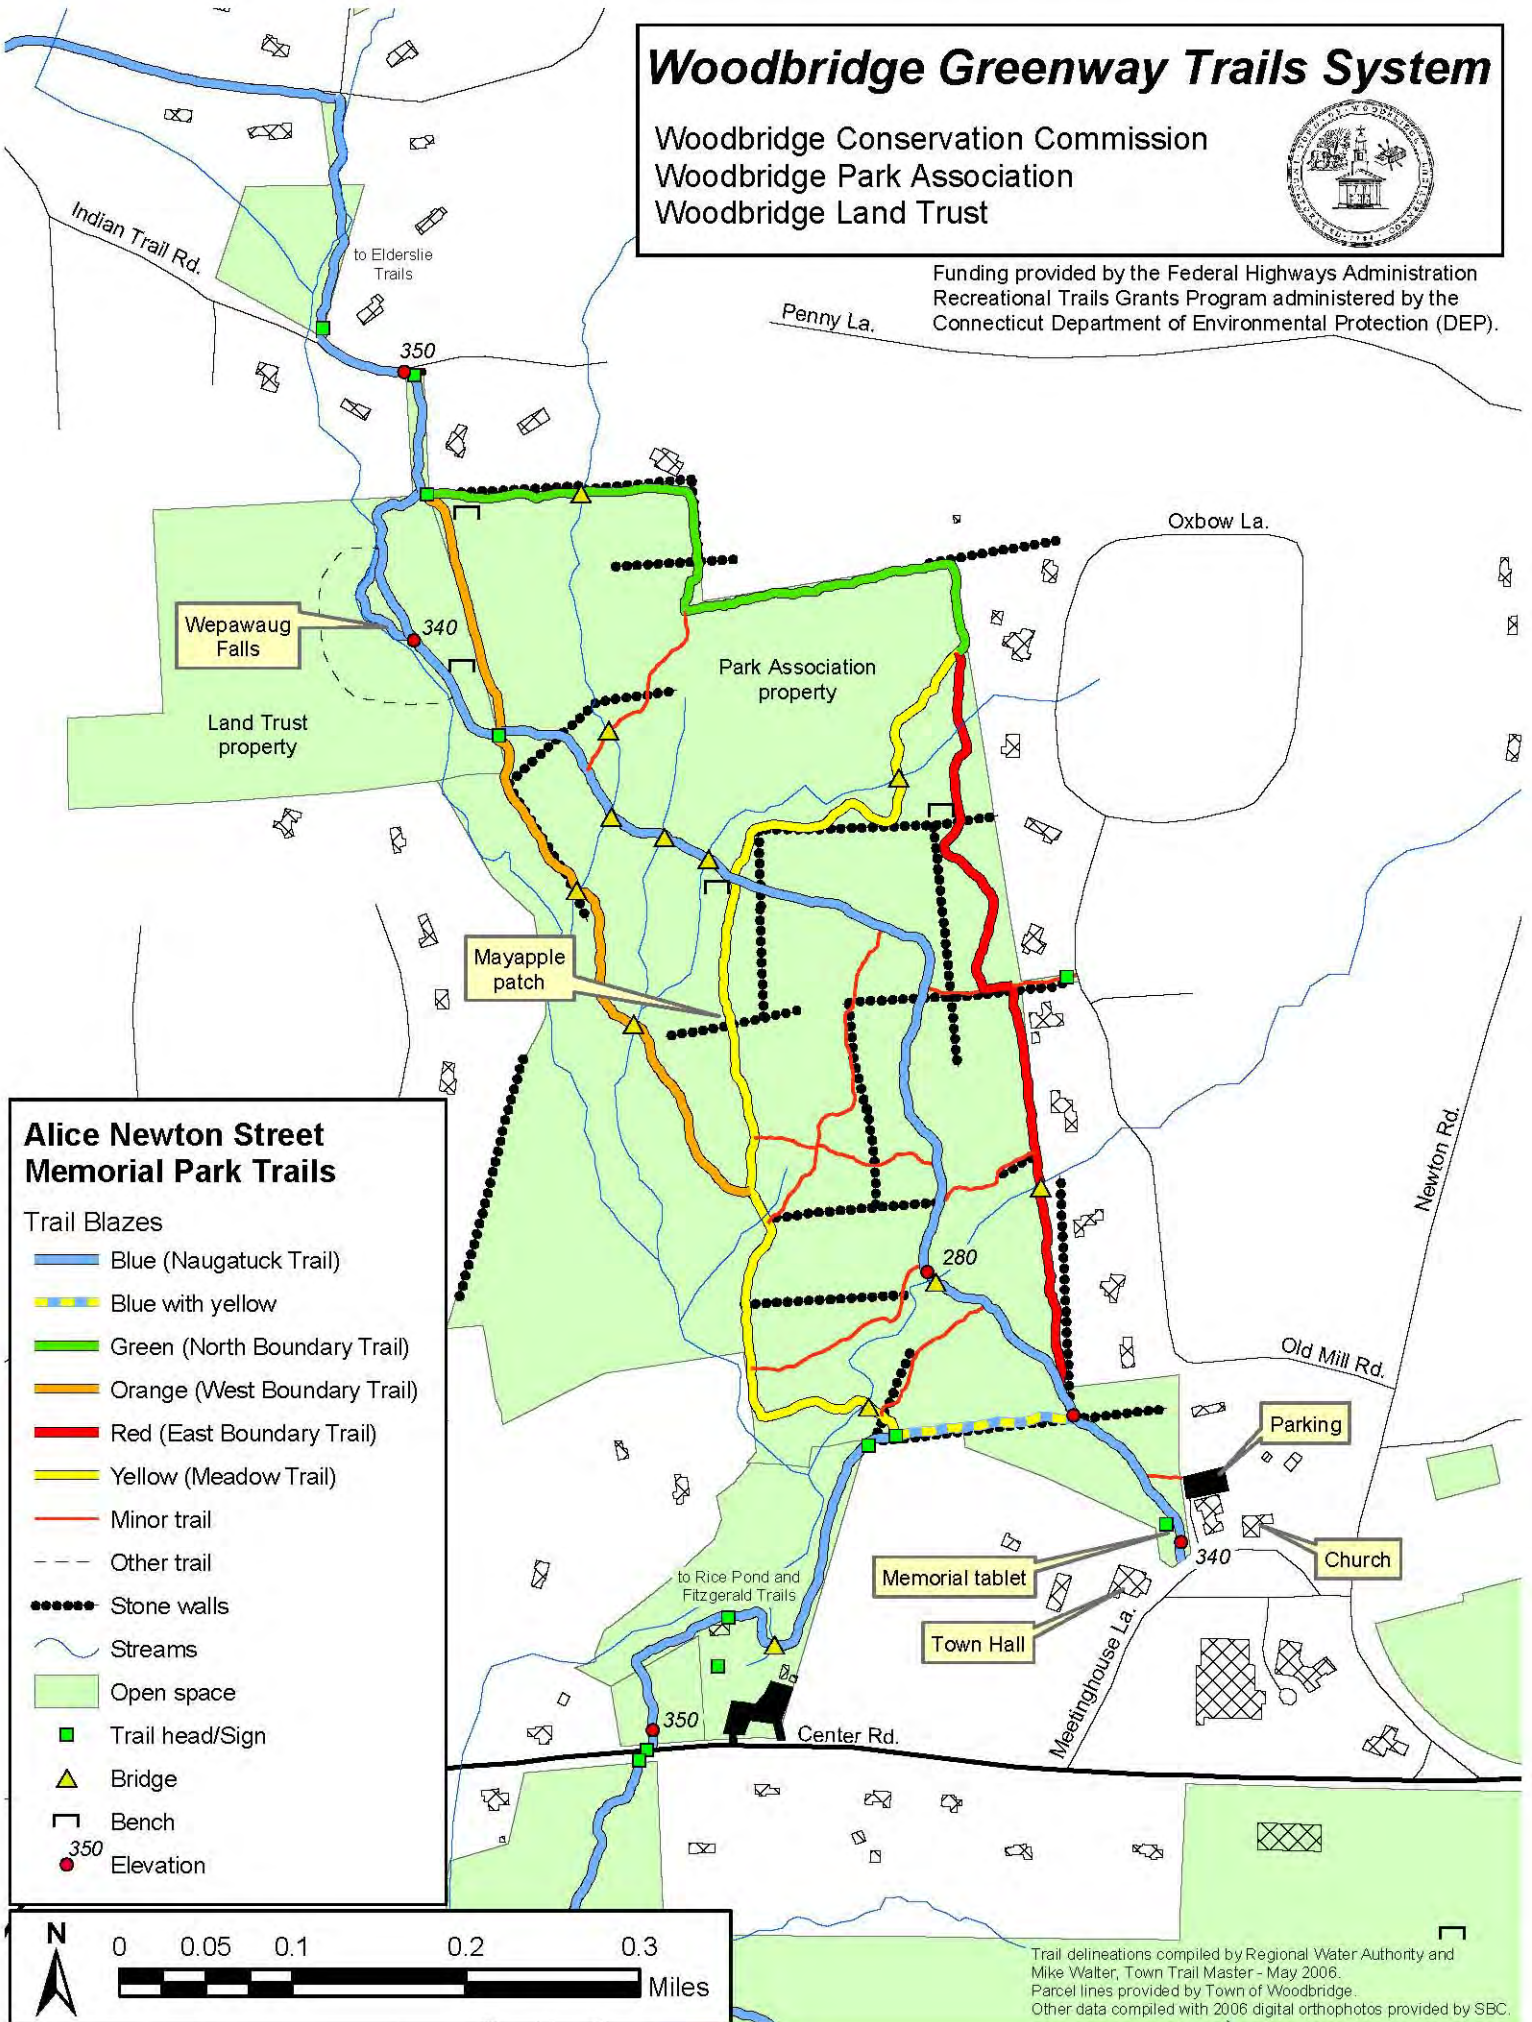 Woodbridge Greenway Trails System
Woodbridge Conservation Commission
Woodbridge Park Association
Woodbridge Land Trust
Funding provided by the Federal Highways Administration
Recreational Trails Grants Program administered by the
Connecticut Department of Environmental Protection (DEP).
Indian Trail Rd.
to Elderslie
Trails
Penny La.
350
Oxbow La.
Wepawaug
Falls
340
Park Association
property
Land Trust
property
Mayapple
patch
Newton Rd.
280
Old Mill Rd.
Parking
Church
340
Memorial tablet
Town Hall
Meetinghouse La.
to Rice Pond and
Fitzgerald Trails
350
Center Rd.
Alice Newton Street
Memorial Park Trails
Trail Blazes
Blue (Naugatuck Trail)
Blue with yellow
Green (North Boundary Trail)
Orange (West Boundary Trail)
Red (East Boundary Trail)
Yellow (Meadow Trail)
Minor trail
Other trail
Stone walls
Streams
Open space
Trail head/Sign
Bridge
Bench
350
Elevation
N
0 0.05 0.1 0.2 0.3
Miles
Trail delineations compiled by Regional Water Authority and
Mike Walter, Town Trail Master - May 2006.
Parcel lines provided by Town of Woodbridge.
Other data compiled with 2006 digital orthophotos provided by SBC.